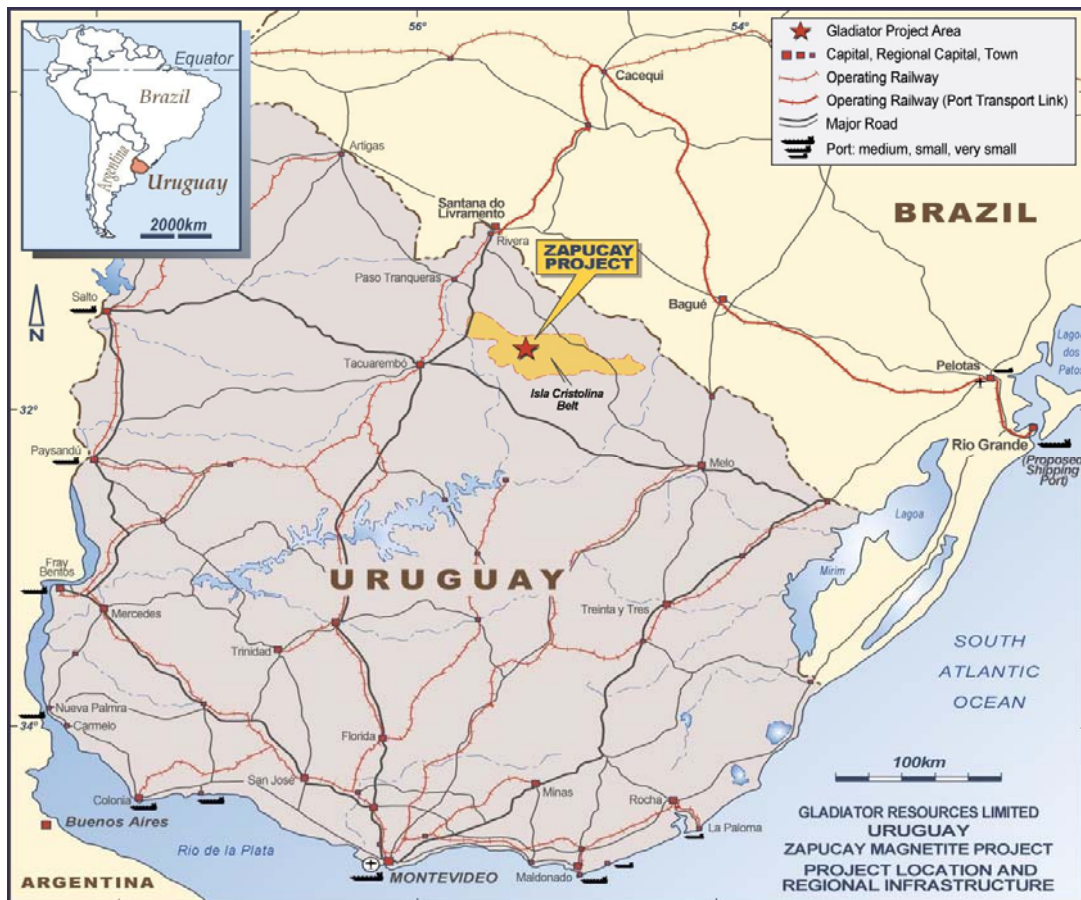 56°
54°
Equator
Brazil
Argentina
Uruguay
2000km
Gladiator Project Area
Capital, Regional Capital, Town
Operating Railway
Operating Railway (Port Transport Link)
Major Road
Port: medium, small, very small
Cacequi
Artigas
Santana do
Livramento
Rivera
BRAZIL
ZAPUCAY
PROJECT
Paso Tranqueras
Salto
Bagué
N
Tacuarembó
Isla Cristolina
Belt
Pelotas
Lagoa
dos
Patos
32°
Paysandú
Melo
Rio Grande
(Proposed
Shipping
Port)
Lagoa
Mirim
Fray
Bentos
URUGUAY
Mercedes
Treinta y Tres
Trinidad
SOUTH
ATLANTIC
OCEAN
Nueva Palmra
Carmelo
34°
Florida
San José
Minas
100km
Colonia
Rocha
La Paloma
Buenos Aires
Rio de la Plata
MONTEVIDEO
Maldonado
ARGENTINA
GLADIATOR RESOURCES LIMITED
URUGUAY
ZAPUCAY MAGNETITE PROJECT
PROJECT LOCATION AND
REGIONAL INFRASTRUCTURE